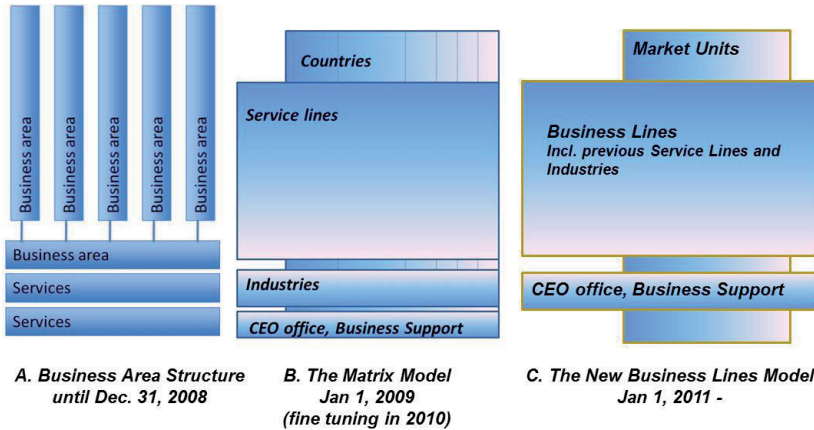 Business area
Business area
Business area
Business area
Business area
Business area
Services
Services
A. Business Area Structure
until Dec. 31, 2008
Countries
Service lines
Industries
CEO office, Business Support
B. The Matrix Model
Jan 1, 2009
(fine tuning in 2010)
Market Units
Business Lines
Incl. previous Service Lines and
Industries
CEO office, Business Support
C. The New Business Lines Model
Jan 1, 2011 -